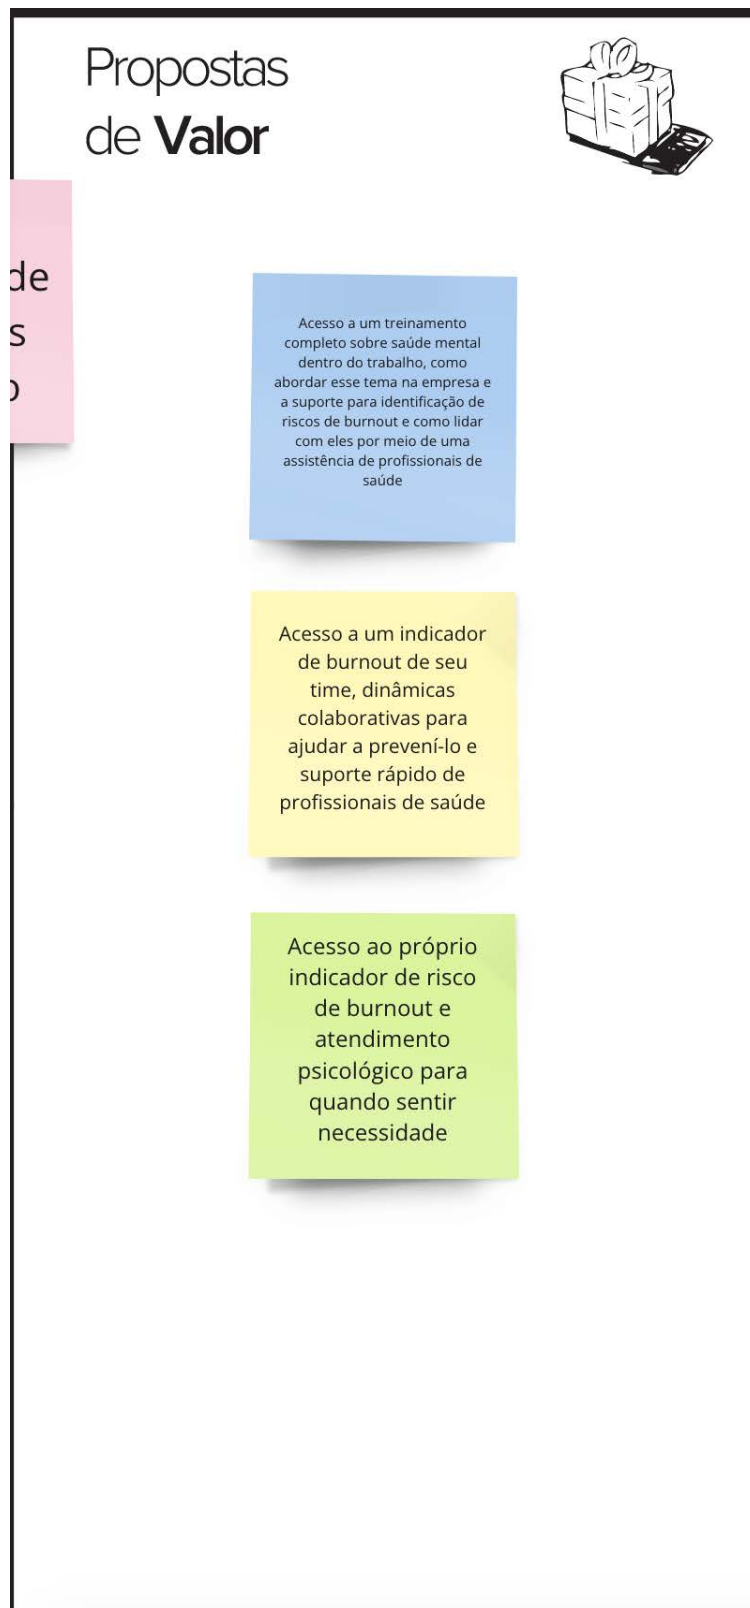 Propostas
de Valor
de
s
o
Acesso a um treinamento
completo sobre saúde mental
dentro do trabalho, como
abordar esse tema na empresa e
a suporte para identificação de
riscos de burnout e como lidar
com eles por meio de uma
assistência de profissionais de
saúde
Acesso a um indicador
de burnout de seu
time, dinâmicas
colaborativas para
ajudar a prevení-lo e
suporte rápido de
profissionais de saúde
Acesso ao próprio
indicador de risco
de burnout e
atendimento
psicológico para
quando sentir
necessidade